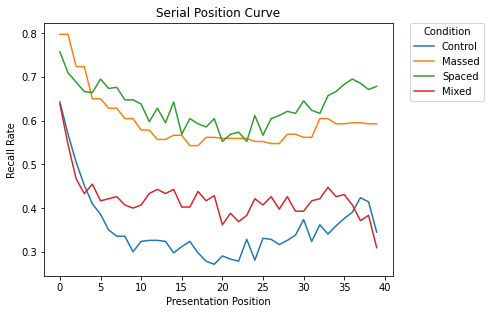 Serial Position Curve
Condition
Control
Massed
Spaced
Mixed
0.8
0.7
0.6
0.5
0.4
0.3
Recall Rate
0 5 10 15 20 25 30 35 40
Presentation Position